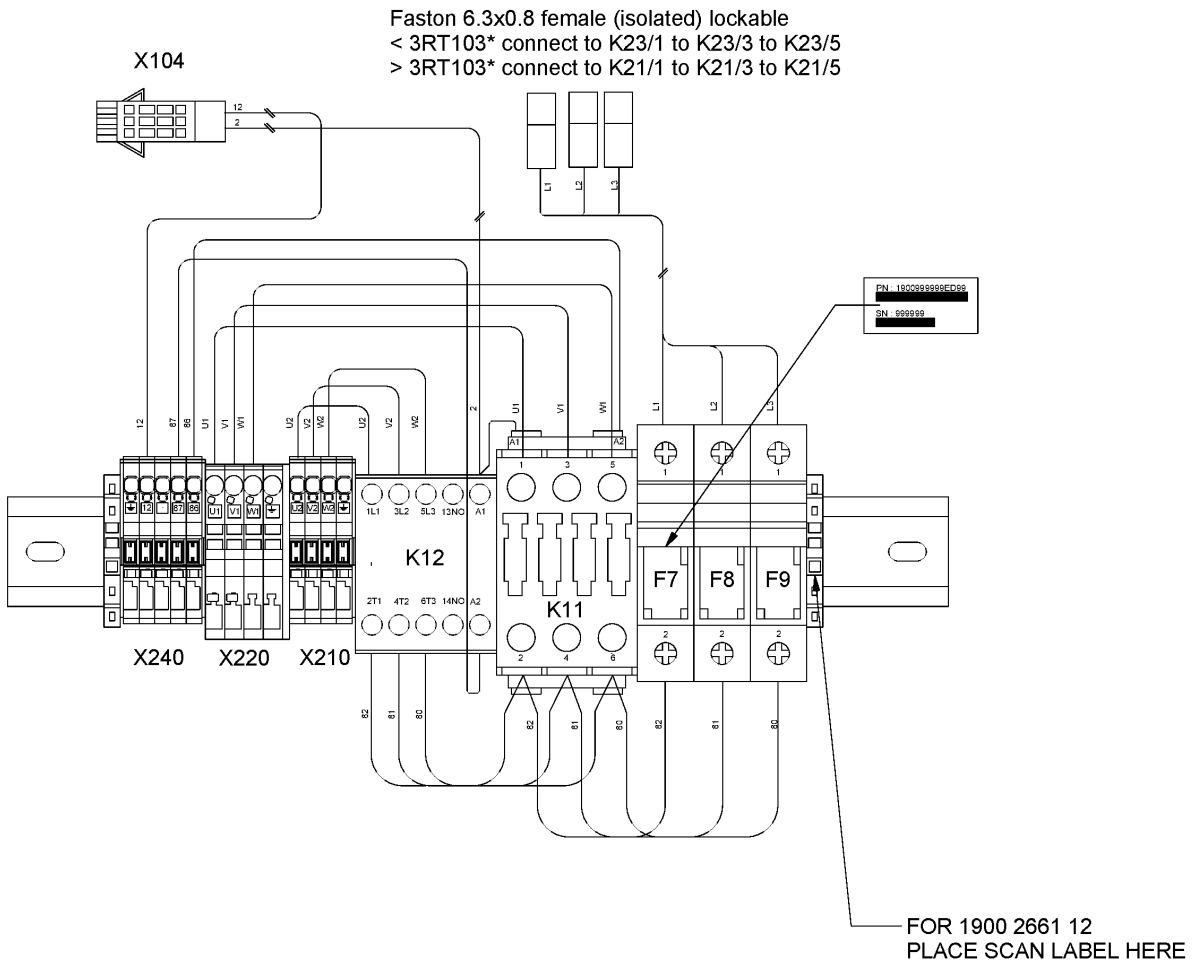 Faston 6.3x0.8 female (isolated) lockable
< 3RT103* connect to K23/1 to K23/3 to K23/5
> 3RT103* connect to K21/1 to K21/3 to K21/5
X104
12
2
L1
L2
L3
PN : 1900999999ED99
SN : 999999
12
87
86
U1
V1
W1
U2
V2
W2
U2
V2
W2
2
U1
V1
W1
L1
L2
L3
A1
A2
1
3
5
1
1
1
12
-
87
86
U1
V1
W1
U2
V2
W2
1L1
3L2
5L3
13NO
A1
K12
K11
F7
F8
F9
2T1
4T2
6T3
14NO
A2
2
4
6
2
2
2
X240
X220
X210
82
81
80
82
81
80
82
81
80
FOR 1900 2661 12
PLACE SCAN LABEL HERE